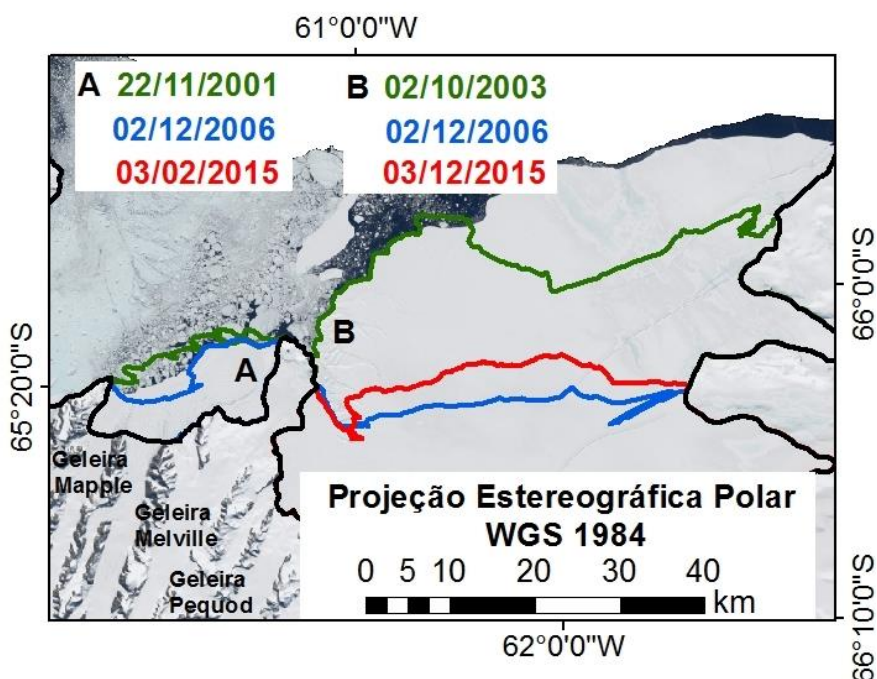 61°0'0"W
A 22/11/2001
02/12/2006
03/02/2015
B 02/10/2003
02/12/2006
03/12/2015
66°0'0"S
B
A
65°20'0"S
Geleira
Mapple
Geleira
Melville
Geleira
Pequod
Projeção Estereográfica Polar
WGS 1984
0 5 10 20 30 40
km
66°10'0"S
62°0'0"W